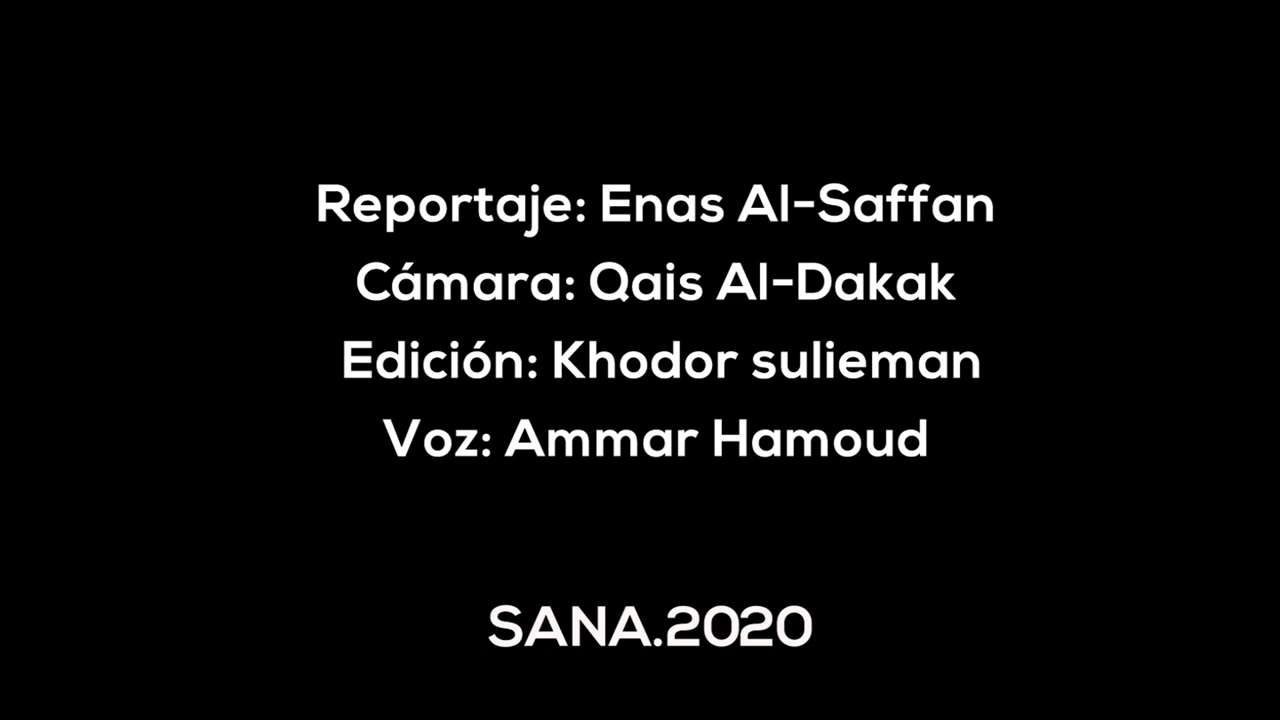 Reportaje: Enas Al-Saffan
Cámara: Qais Al-Dakak
Edición: Khodor sulieman
Voz: Ammar Hamoud
SANA.2020